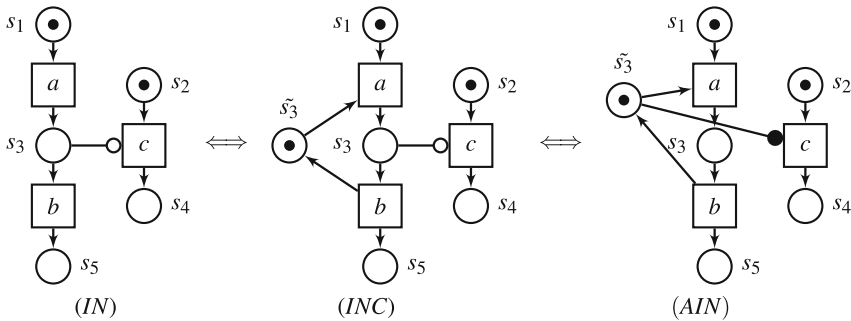 s₁ s₁ s₁
a s₂ s̃₃ a s₂ s̃₃ a s₂
s₃ c ⟺ s₃ c ⟺ s₃ c
b s₄ b s₄ b s₄
s₅ s₅ s₅
(IN) (INC) (AIN)